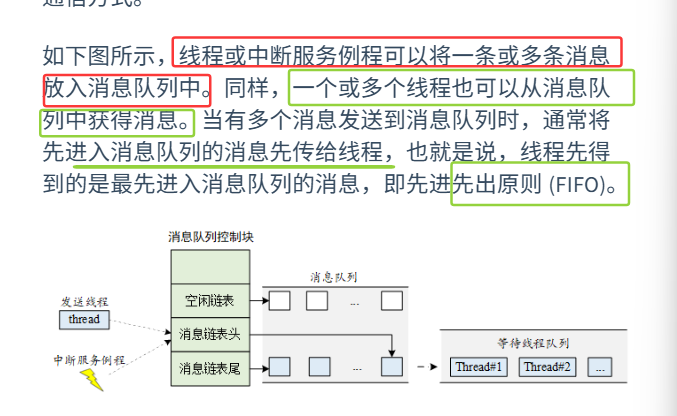 通信方式。
如下图所示，线程或中断服务例程可以将一条或多条消息
放入消息队列中。同样，一个或多个线程也可以从消息队
列中获得消息。当有多个消息发送到消息队列时，通常将
先进入消息队列的消息先传给线程，也就是说，线程先得
到的是最先进入消息队列的消息，即先进先出原则 (FIFO)。
消息队列控制块
消息队列
发送线程
thread
空闲链表
...
消息链表头
中断服务例程
消息链表尾
...
等待线程队列
Thread#1
Thread#2
...